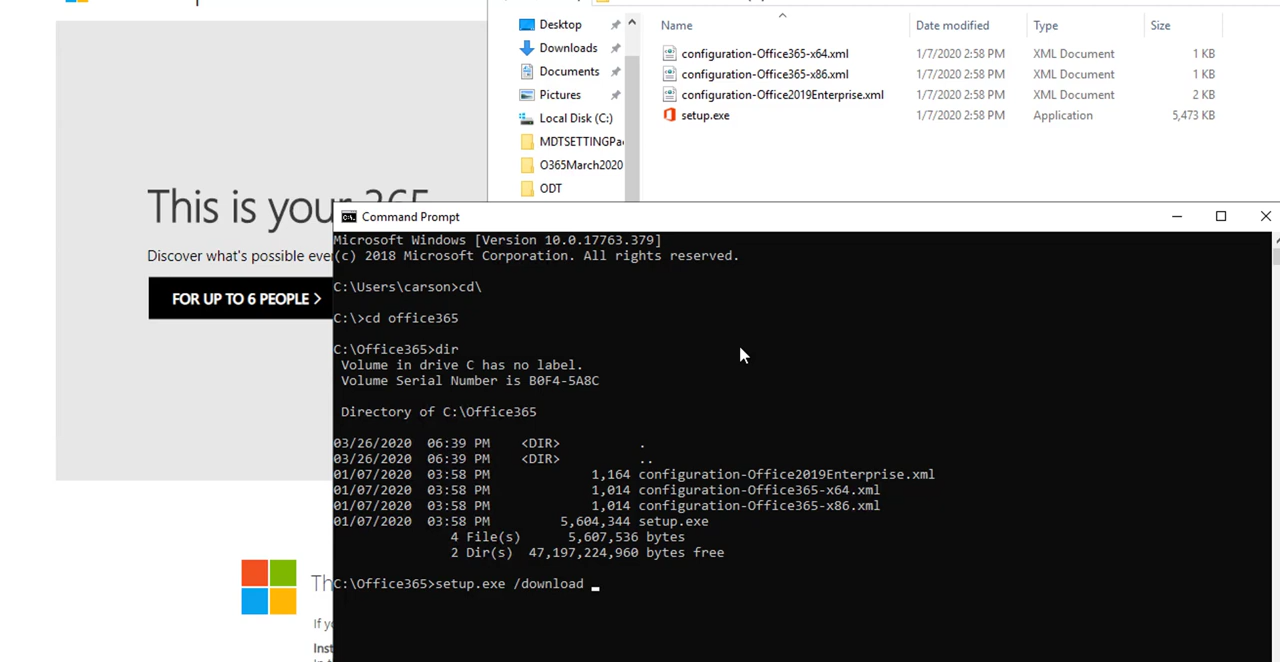 Desktop
Downloads
Documents
Pictures
Local Disk (C:)
MDTSETTINGPa
O365March2020
ODT
Name Date modified Type Size
configuration-Office365-x64.xml 1/7/2020 2:58 PM XML Document 1 KB
configuration-Office365-x86.xml 1/7/2020 2:58 PM XML Document 1 KB
configuration-Office2019Enterprise.xml 1/7/2020 2:58 PM XML Document 2 KB
setup.exe 1/7/2020 2:58 PM Application 5,473 KB
This is your 365
Discover what's possible eve
FOR UP TO 6 PEOPLE >
Th
If yo
Inst
Command Prompt
Microsoft Windows [Version 10.0.17763.379]
(c) 2018 Microsoft Corporation. All rights reserved.
C:\Users\carson>cd\
C:\>cd office365
C:\Office365>dir
Volume in drive C has no label.
Volume Serial Number is B0F4-5A8C
Directory of C:\Office365
03/26/2020 06:39 PM <DIR> .
03/26/2020 06:39 PM <DIR> ..
01/07/2020 03:58 PM 1,164 configuration-Office2019Enterprise.xml
01/07/2020 03:58 PM 1,014 configuration-Office365-x64.xml
01/07/2020 03:58 PM 1,014 configuration-Office365-x86.xml
01/07/2020 03:58 PM 5,604,344 setup.exe
4 File(s) 5,607,536 bytes
2 Dir(s) 47,197,224,960 bytes free
C:\Office365>setup.exe /download _